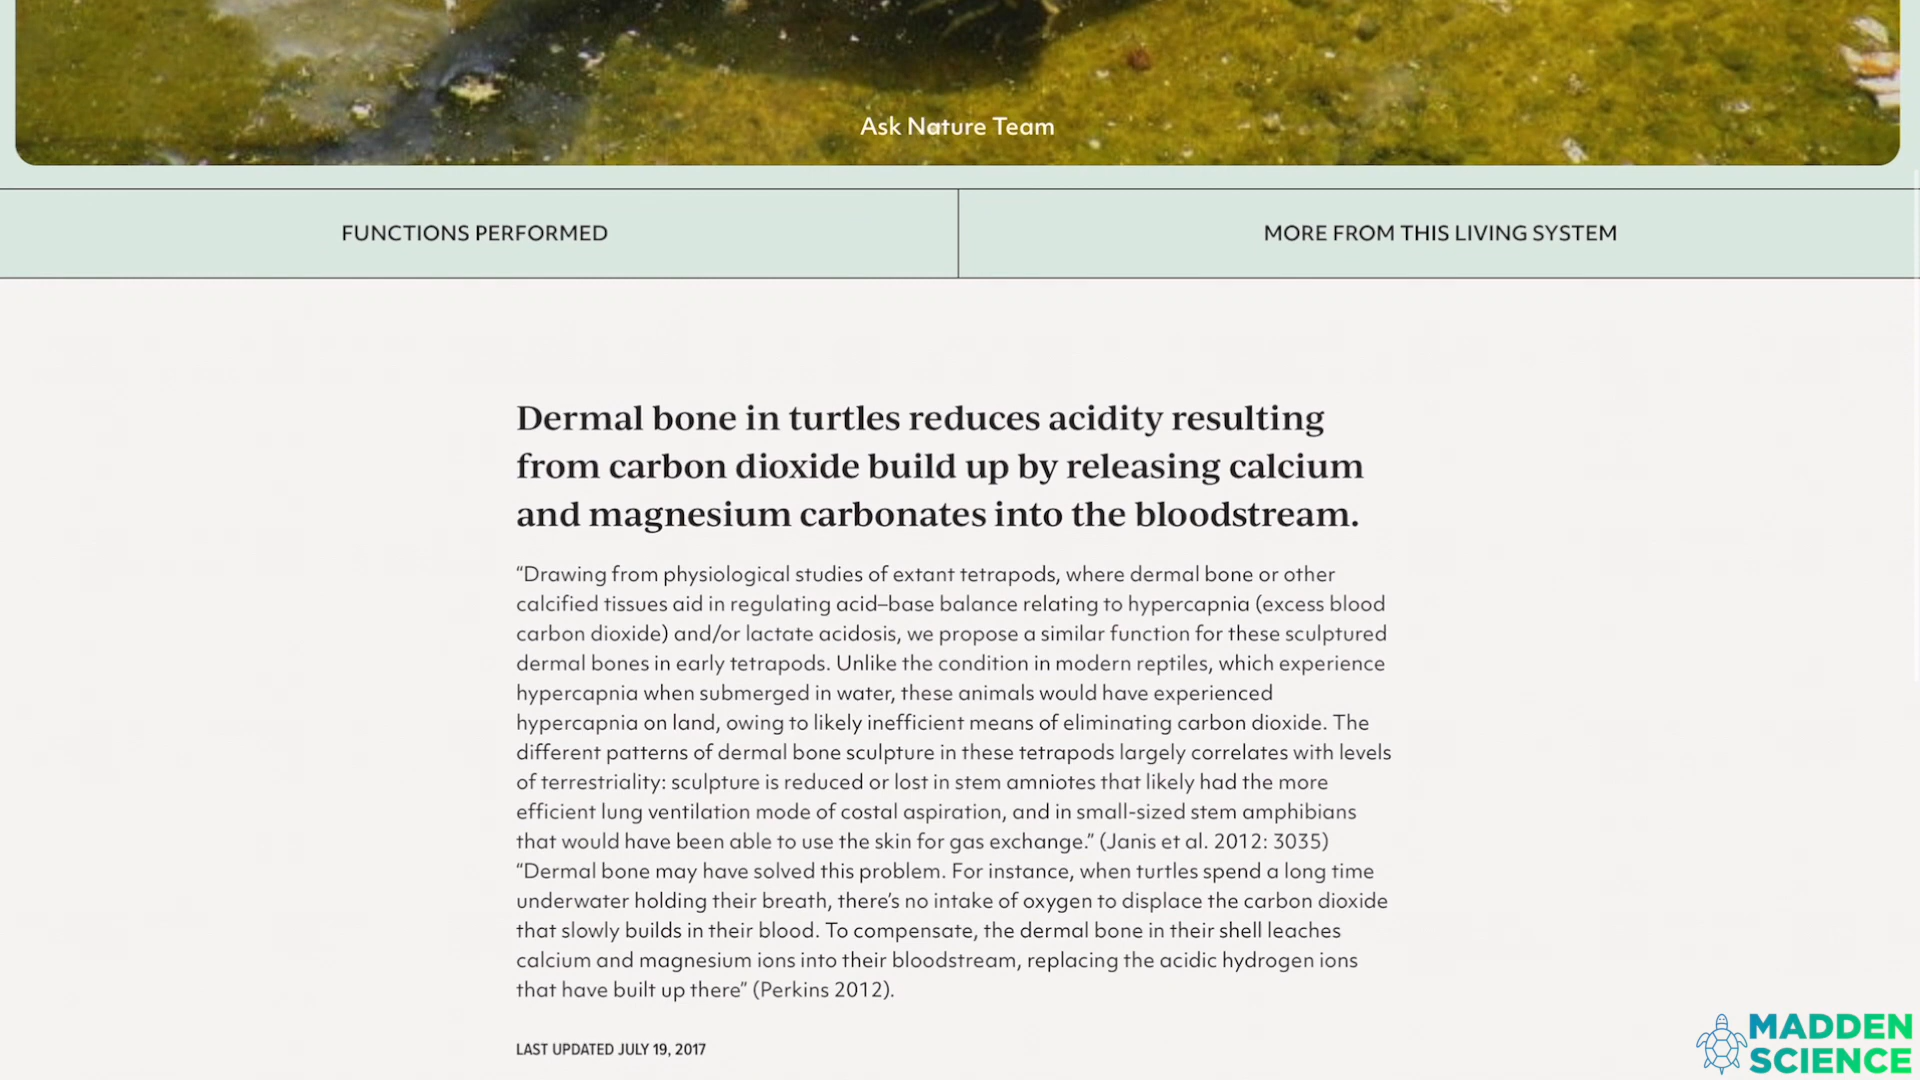 Ask Nature Team
FUNCTIONS PERFORMED
MORE FROM THIS LIVING SYSTEM
Dermal bone in turtles reduces acidity resulting
from carbon dioxide build up by releasing calcium
and magnesium carbonates into the bloodstream.
“Drawing from physiological studies of extant tetrapods, where dermal bone or other
calcified tissues aid in regulating acid–base balance relating to hypercapnia (excess blood
carbon dioxide) and/or lactate acidosis, we propose a similar function for these sculptured
dermal bones in early tetrapods. Unlike the condition in modern reptiles, which experience
hypercapnia when submerged in water, these animals would have experienced
hypercapnia on land, owing to likely inefficient means of eliminating carbon dioxide. The
different patterns of dermal bone sculpture in these tetrapods largely correlates with levels
of terrestriality: sculpture is reduced or lost in stem amniotes that likely had the more
efficient lung ventilation mode of costal aspiration, and in small-sized stem amphibians
that would have been able to use the skin for gas exchange.” (Janis et al. 2012: 3035)
“Dermal bone may have solved this problem. For instance, when turtles spend a long time
underwater holding their breath, there’s no intake of oxygen to displace the carbon dioxide
that slowly builds in their blood. To compensate, the dermal bone in their shell leaches
calcium and magnesium ions into their bloodstream, replacing the acidic hydrogen ions
that have built up there” (Perkins 2012).
LAST UPDATED JULY 19, 2017
MADDEN
SCIENCE